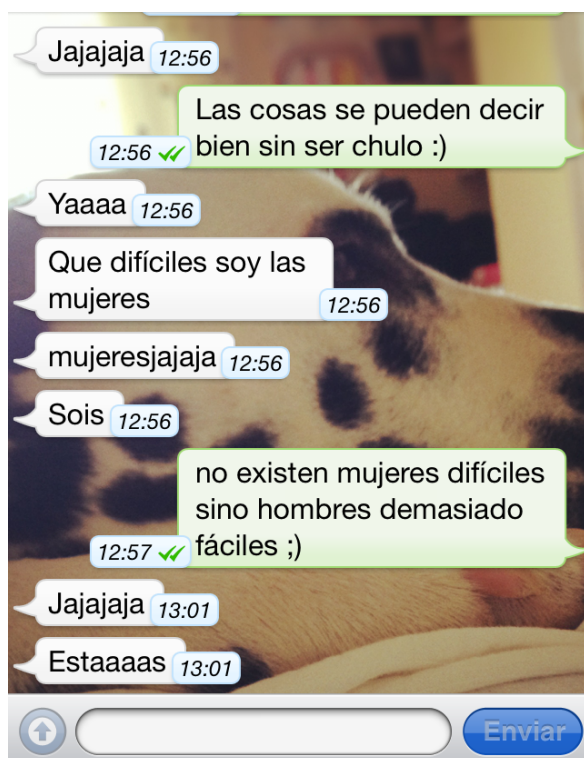 Jajajaja 12:56
Las cosas se pueden decir
bien sin ser chulo :)
12:56
Yaaaa 12:56
Que difíciles soy las
mujeres
12:56
mujeresjajaja 12:56
Sois 12:56
no existen mujeres difíciles
sino hombres demasiado
fáciles ;)
12:57
Jajajaja 13:01
Estaaaas 13:01
Enviar